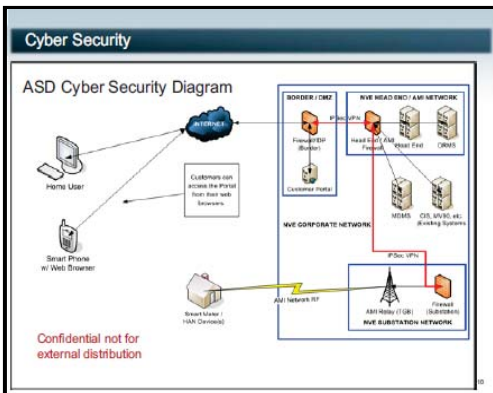 Cyber Security
ASD Cyber Security Diagram
BORDER / DMZ
NVE HEAD END / AMI NETWORK
INTERNET
IPSec VPN
Firewall/IDP
(Border)
Head End / AMI
Firewall
Head End
Home User
Customers can
access the Portal
from their web
browsers.
Customer Portal
MDMS
CIS, MV90, etc.
(Existing Systems)
NVE CORPORATE NETWORK
Smart Phone
w/ Web Browser
IPSec VPN
AMI Network RF
Smart Meter /
HAN Device(s)
AMI Relay (TGB)
Firewall
(Substation)
NVE SUBSTATION NETWORK
Confidential not for
external distribution